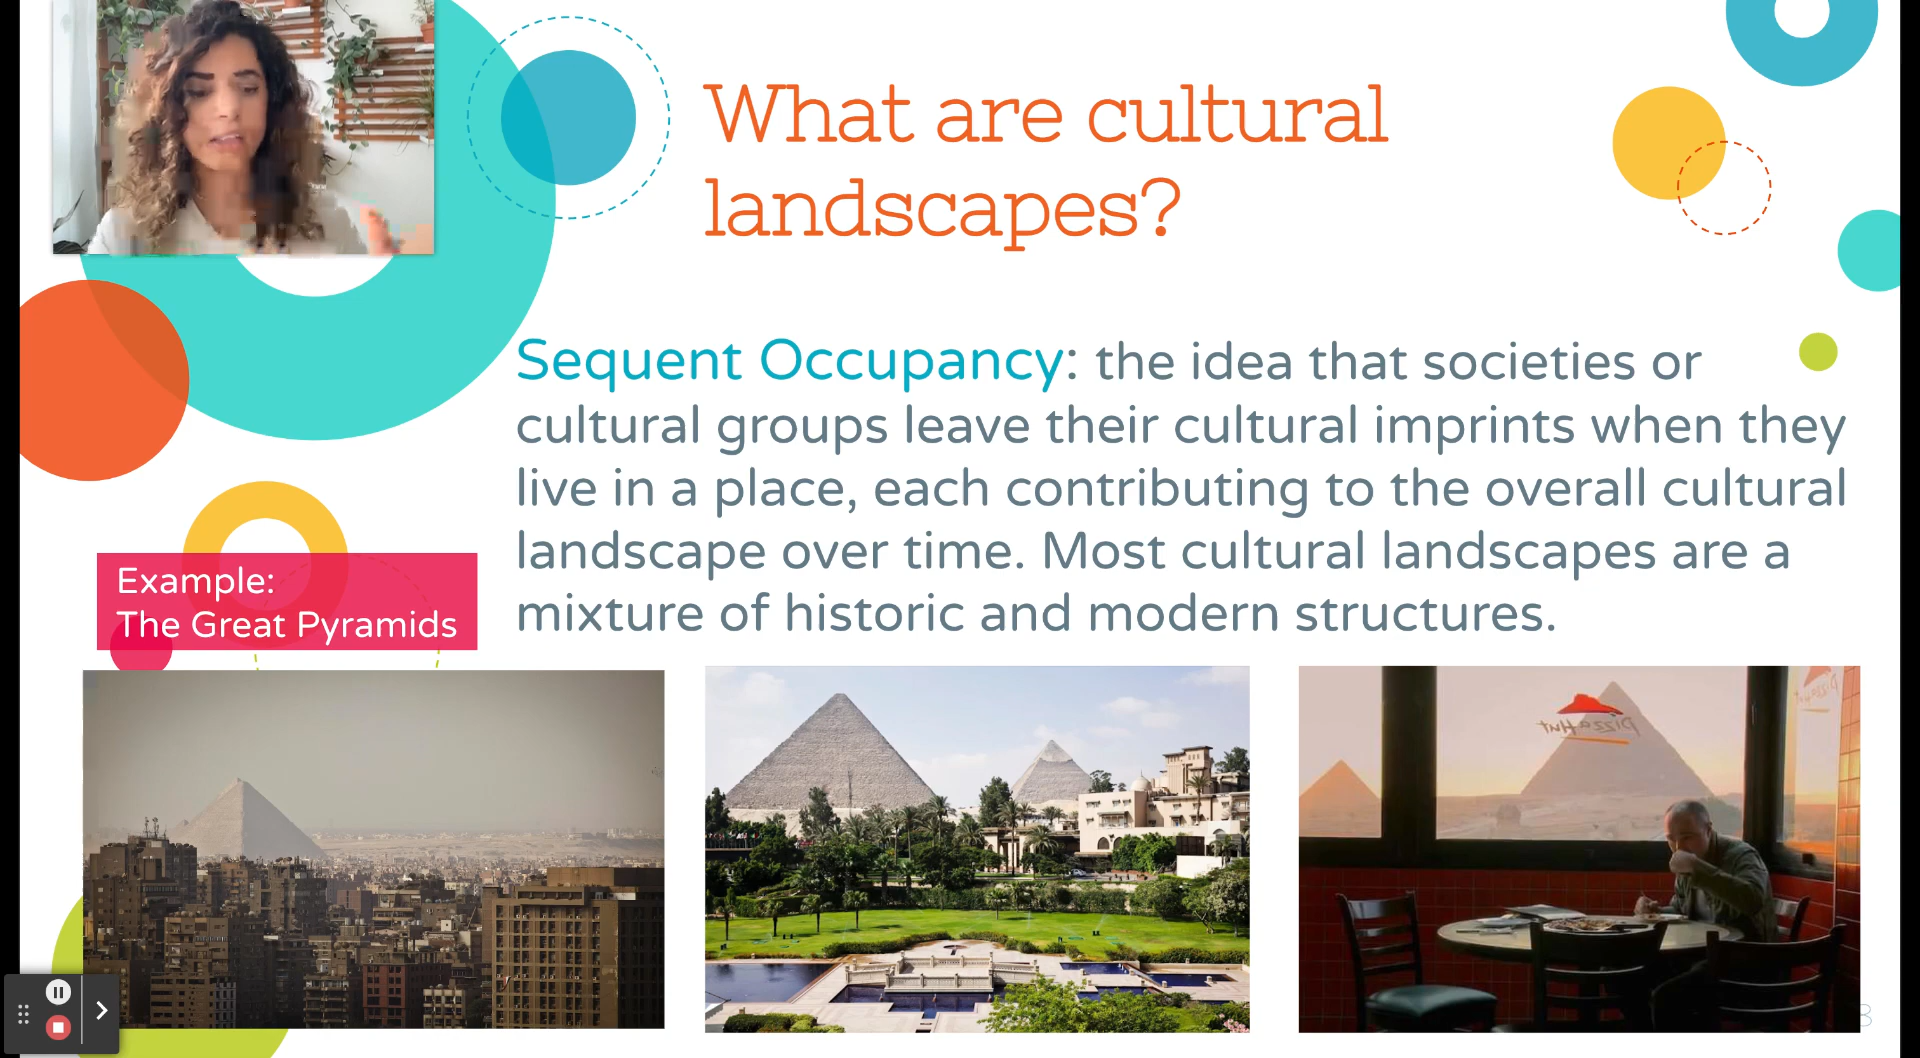 What are cultural
landscapes?
Sequent Occupancy: the idea that societies or
cultural groups leave their cultural imprints when they
live in a place, each contributing to the overall cultural
landscape over time. Most cultural landscapes are a
mixture of historic and modern structures.
Example:
The Great Pyramids
Pizza Hut
8